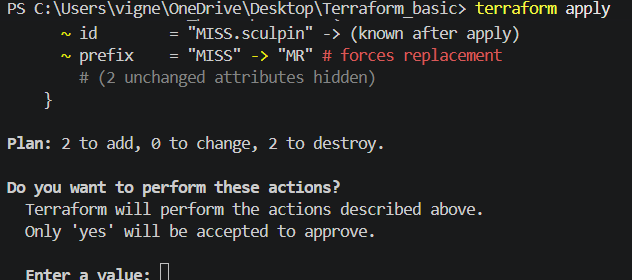 PS C:\Users\vigne\OneDrive\Desktop\Terraform_basic> terraform apply
~ id = "MISS.sculpin" -> (known after apply)
~ prefix = "MISS" -> "MR" # forces replacement
# (2 unchanged attributes hidden)
}
Plan: 2 to add, 0 to change, 2 to destroy.
Do you want to perform these actions?
Terraform will perform the actions described above.
Only 'yes' will be accepted to approve.
Enter a value: